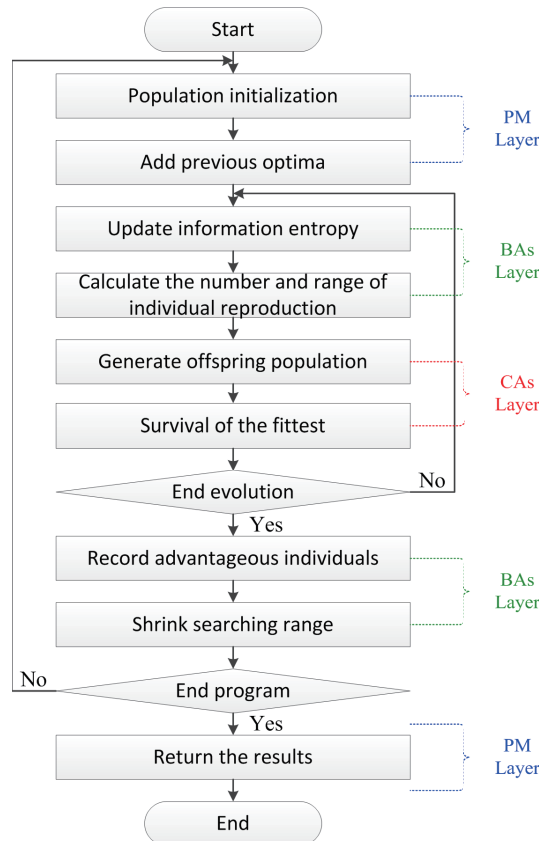 Start
Population initialization
PM
Layer
Add previous optima
Update information entropy
BAs
Layer
Calculate the number and range of
individual reproduction
Generate offspring population
CAs
Layer
Survival of the fittest
End evolution
No
Yes
Record advantageous individuals
BAs
Layer
Shrink searching range
No
End program
Yes
Return the results
PM
Layer
End